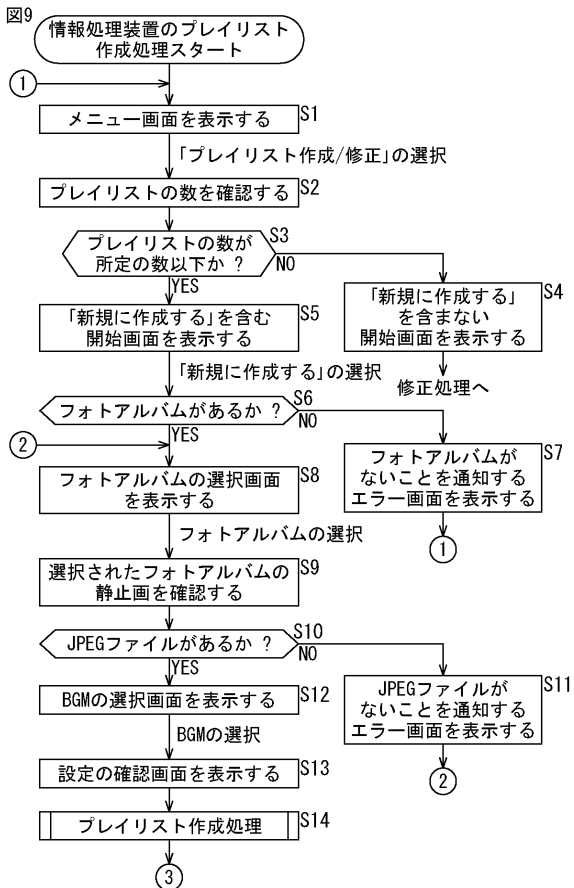 図9
情報処理装置のプレイリスト
作成処理スタート
①
メニュー画面を表示する
S1
「プレイリスト作成/修正」の選択
プレイリストの数を確認する
S2
プレイリストの数が
所定の数以下か ?
S3
NO
YES
「新規に作成する」
を含まない
開始画面を表示する
S4
修正処理へ
「新規に作成する」を含む
開始画面を表示する
S5
「新規に作成する」の選択
フォトアルバムがあるか ?
S6
NO
YES
フォトアルバムが
ないことを通知する
エラー画面を表示する
S7
①
②
フォトアルバムの選択画面
を表示する
S8
フォトアルバムの選択
選択されたフォトアルバムの
静止画を確認する
S9
JPEGファイルがあるか ?
S10
NO
YES
JPEGファイルが
ないことを通知する
エラー画面を表示する
S11
②
BGMの選択画面を表示する
S12
BGMの選択
設定の確認画面を表示する
S13
プレイリスト作成処理
S14
③